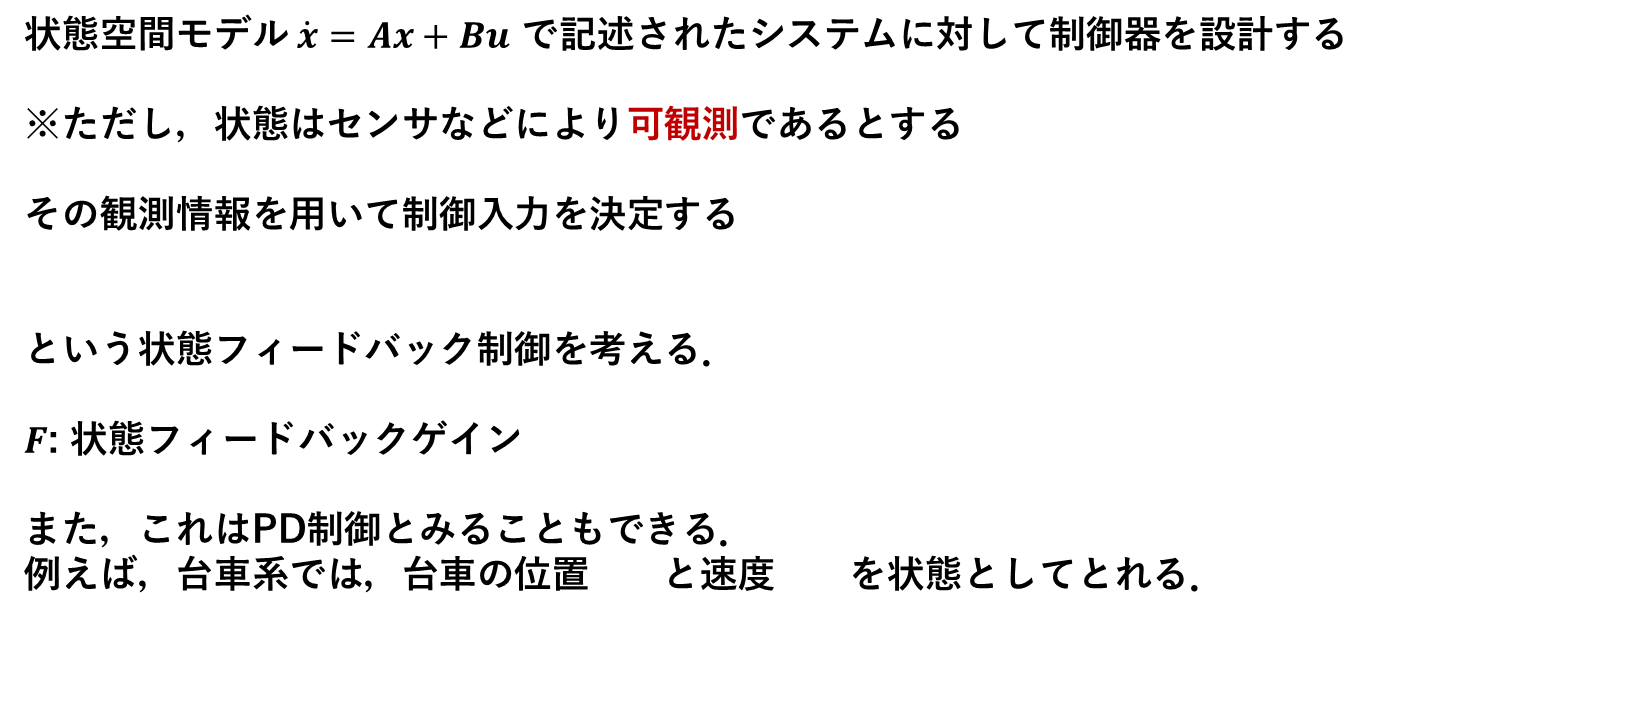 状態空間モデル ẋ = Ax + Bu で記述されたシステムに対して制御器を設計する
※ただし，状態はセンサなどにより可観測であるとする
その観測情報を用いて制御入力を決定する
という状態フィードバック制御を考える．
F: 状態フィードバックゲイン
また，これはPD制御とみることもできる．
例えば，台車系では，台車の位置　　と速度　　を状態としてとれる．